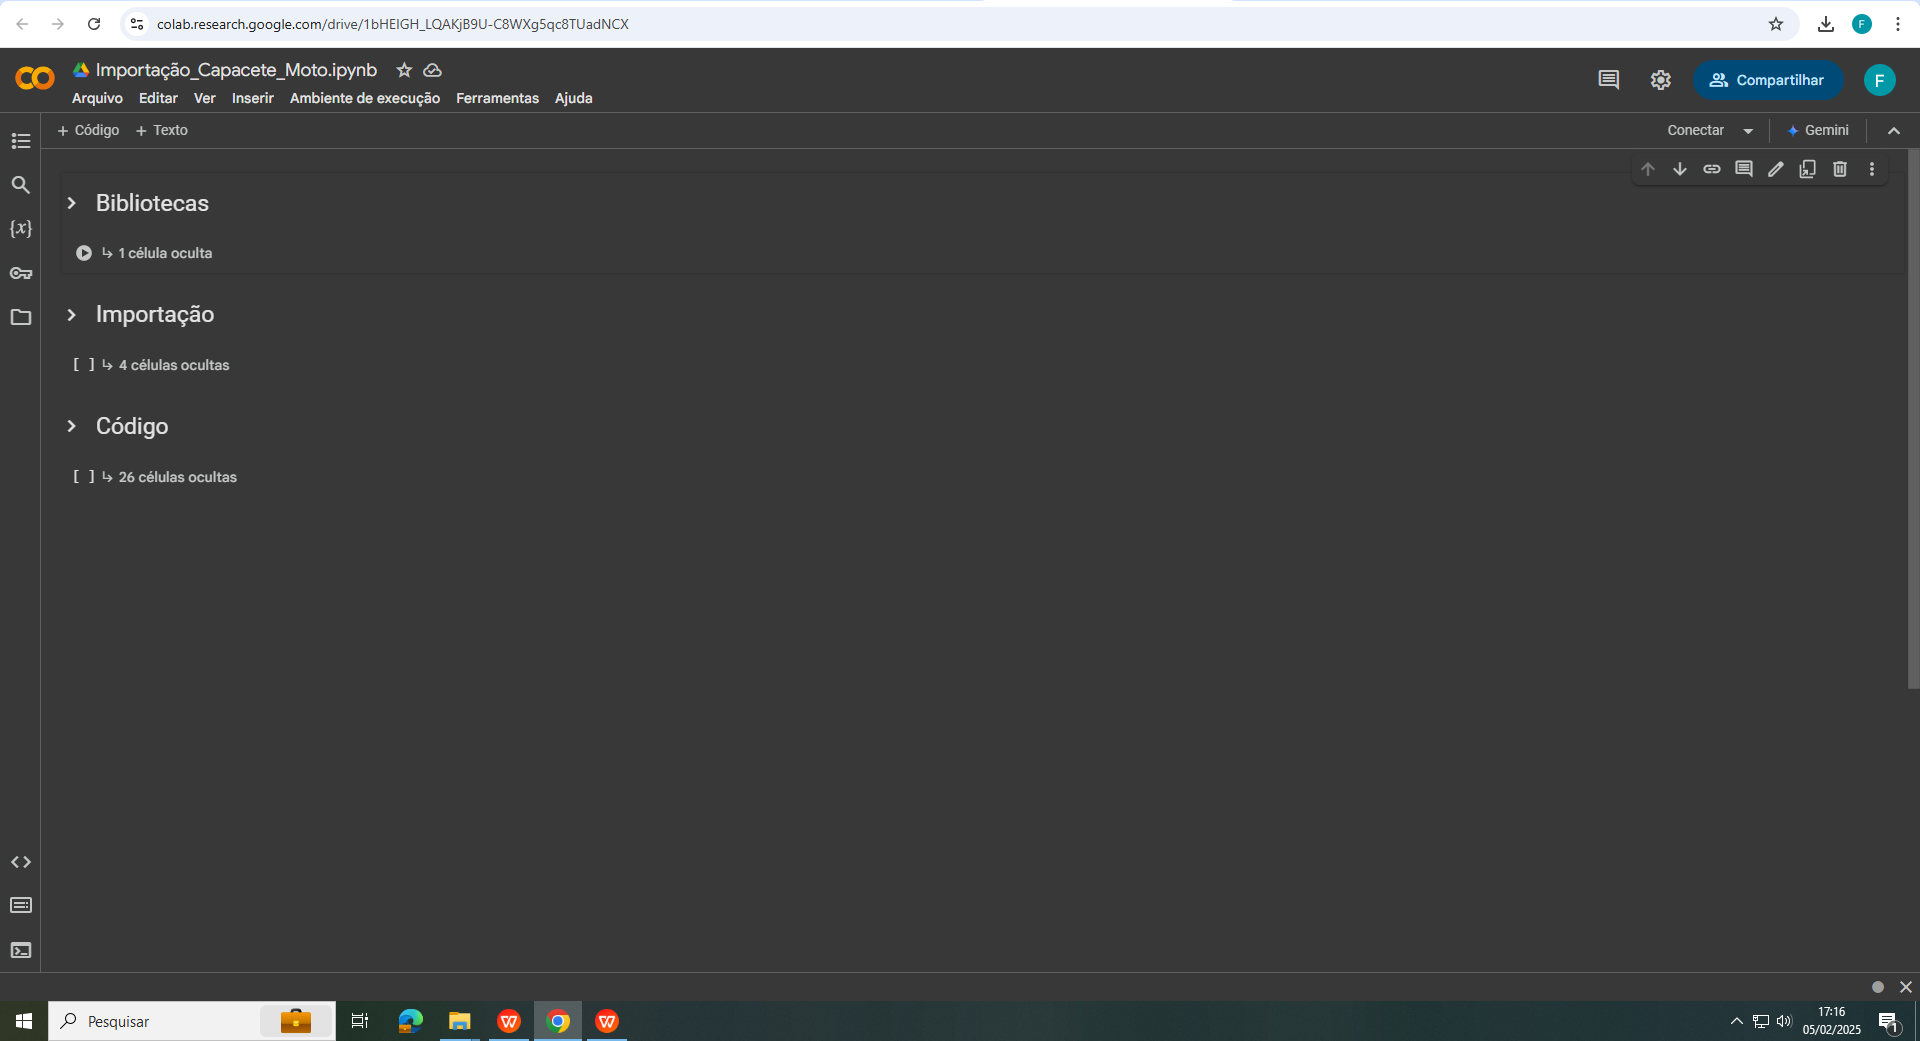 colab.research.google.com/drive/1bHEIGH_LQAKjB9U-C8WXg5qc8TUadNCX
F
Importação_Capacete_Moto.ipynb
Arquivo Editar Ver Inserir Ambiente de execução Ferramentas Ajuda
Compartilhar
F
+ Código + Texto
Conectar
Gemini
Bibliotecas
1 célula oculta
{x}
Importação
[ ] 4 células ocultas
Código
[ ] 26 células ocultas
Pesquisar
17:16
05/02/2025
1